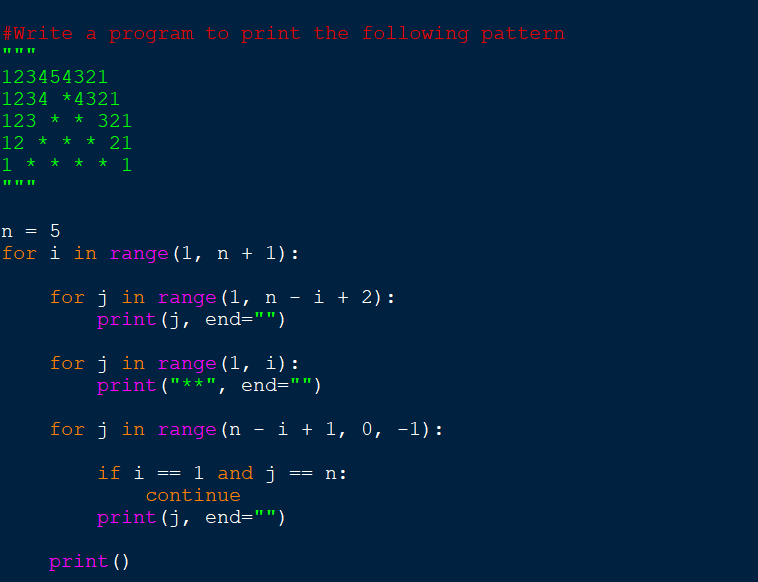 #Write a program to print the following pattern
"""
123454321
1234 *4321
123 * * 321
12 * * * 21
1 * * * * 1
"""
n = 5
for i in range(1, n + 1):
    for j in range(1, n - i + 2):
        print(j, end="")
    for j in range(1, i):
        print("**", end="")
    for j in range(n - i + 1, 0, -1):
        if i == 1 and j == n:
            continue
        print(j, end="")
    print()